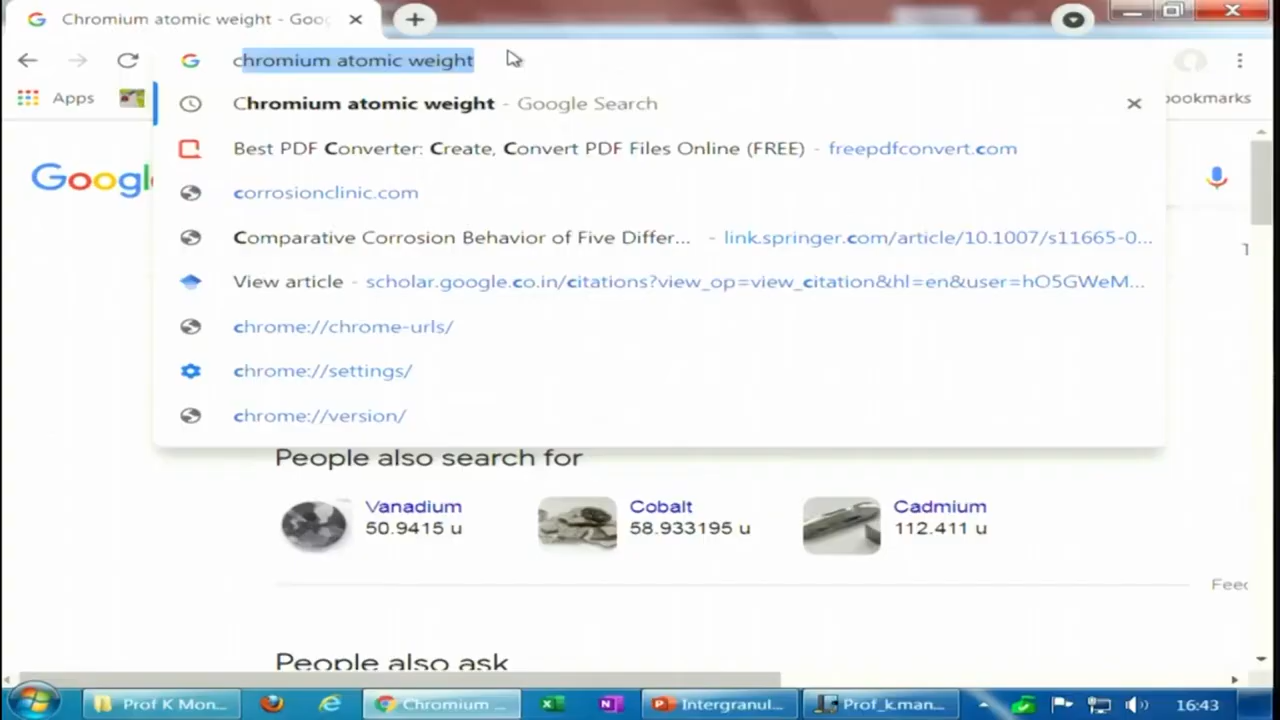 Chromium atomic weight - Goo
chromium atomic weight
Apps
bookmarks
Chromium atomic weight - Google Search
Best PDF Converter: Create, Convert PDF Files Online (FREE) - freepdfconvert.com
Googl
corrosionclinic.com
Comparative Corrosion Behavior of Five Differ... - link.springer.com/article/10.1007/s11665-0...
View article - scholar.google.co.in/citations?view_op=view_citation&hl=en&user=hO5GWeM...
chrome://chrome-urls/
chrome://settings/
chrome://version/
People also search for
Vanadium
50.9415 u
Cobalt
58.933195 u
Cadmium
112.411 u
Feed
People also ask
Prof K Mon...
Chromium ...
Intergranul...
Prof_k.man...
16:43